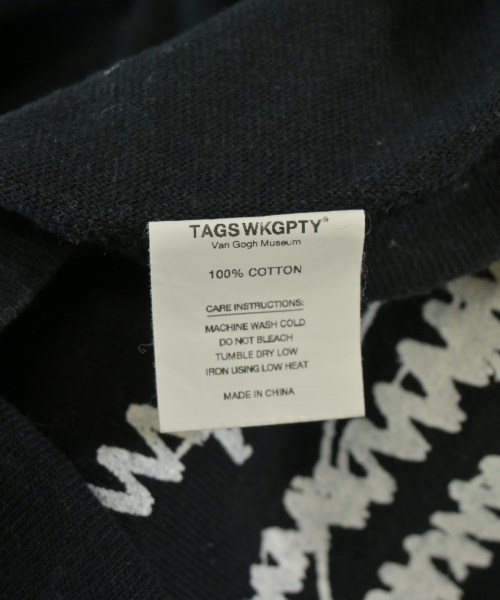 TAGSWKGPTY®
Van Gogh Museum
100% COTTON
CARE INSTRUCTIONS:
MACHINE WASH COLD
DO NOT BLEACH
TUMBLE DRY LOW
IRON USING LOW HEAT
MADE IN CHINA